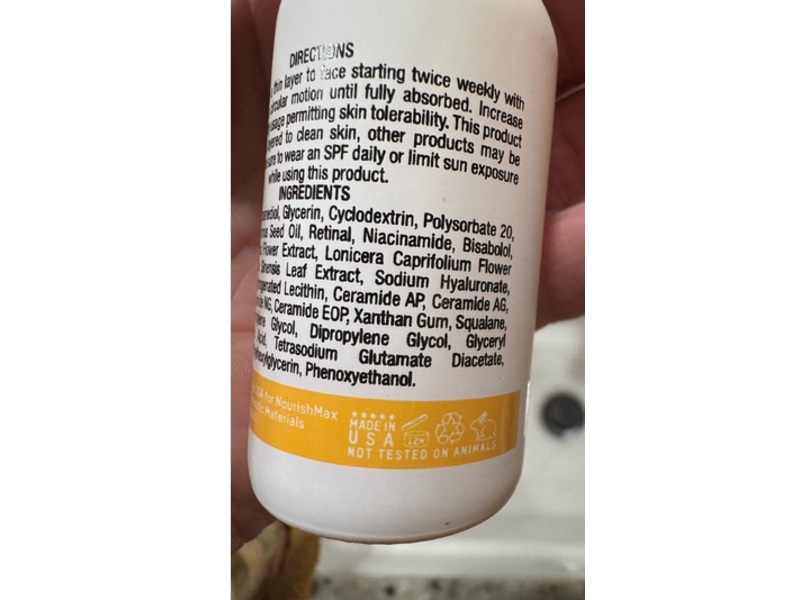 DIRECTIONS
thin layer to face starting twice weekly with
circular motion until fully absorbed. Increase
usage permitting skin tolerability. This product
to clean skin, other products may be
to wear an SPF daily or limit sun exposure
while using this product.
INGREDIENTS
Glycerin, Cyclodextrin, Polysorbate 20,
Seed Oil, Retinal, Niacinamide, Bisabolol,
Flower Extract, Lonicera Caprifolium Flower
Sinensis Leaf Extract, Sodium Hyaluronate,
Lecithin, Ceramide AP, Ceramide AG,
NG, Ceramide EOP, Xanthan Gum, Squalane,
Glycol, Dipropylene Glycol, Glyceryl
Acid, Tetrasodium Glutamate Diacetate,
Phenoxyethanol.
for NourishMax
Materials
MADE IN
USA
12M
NOT TESTED ON ANIMALS